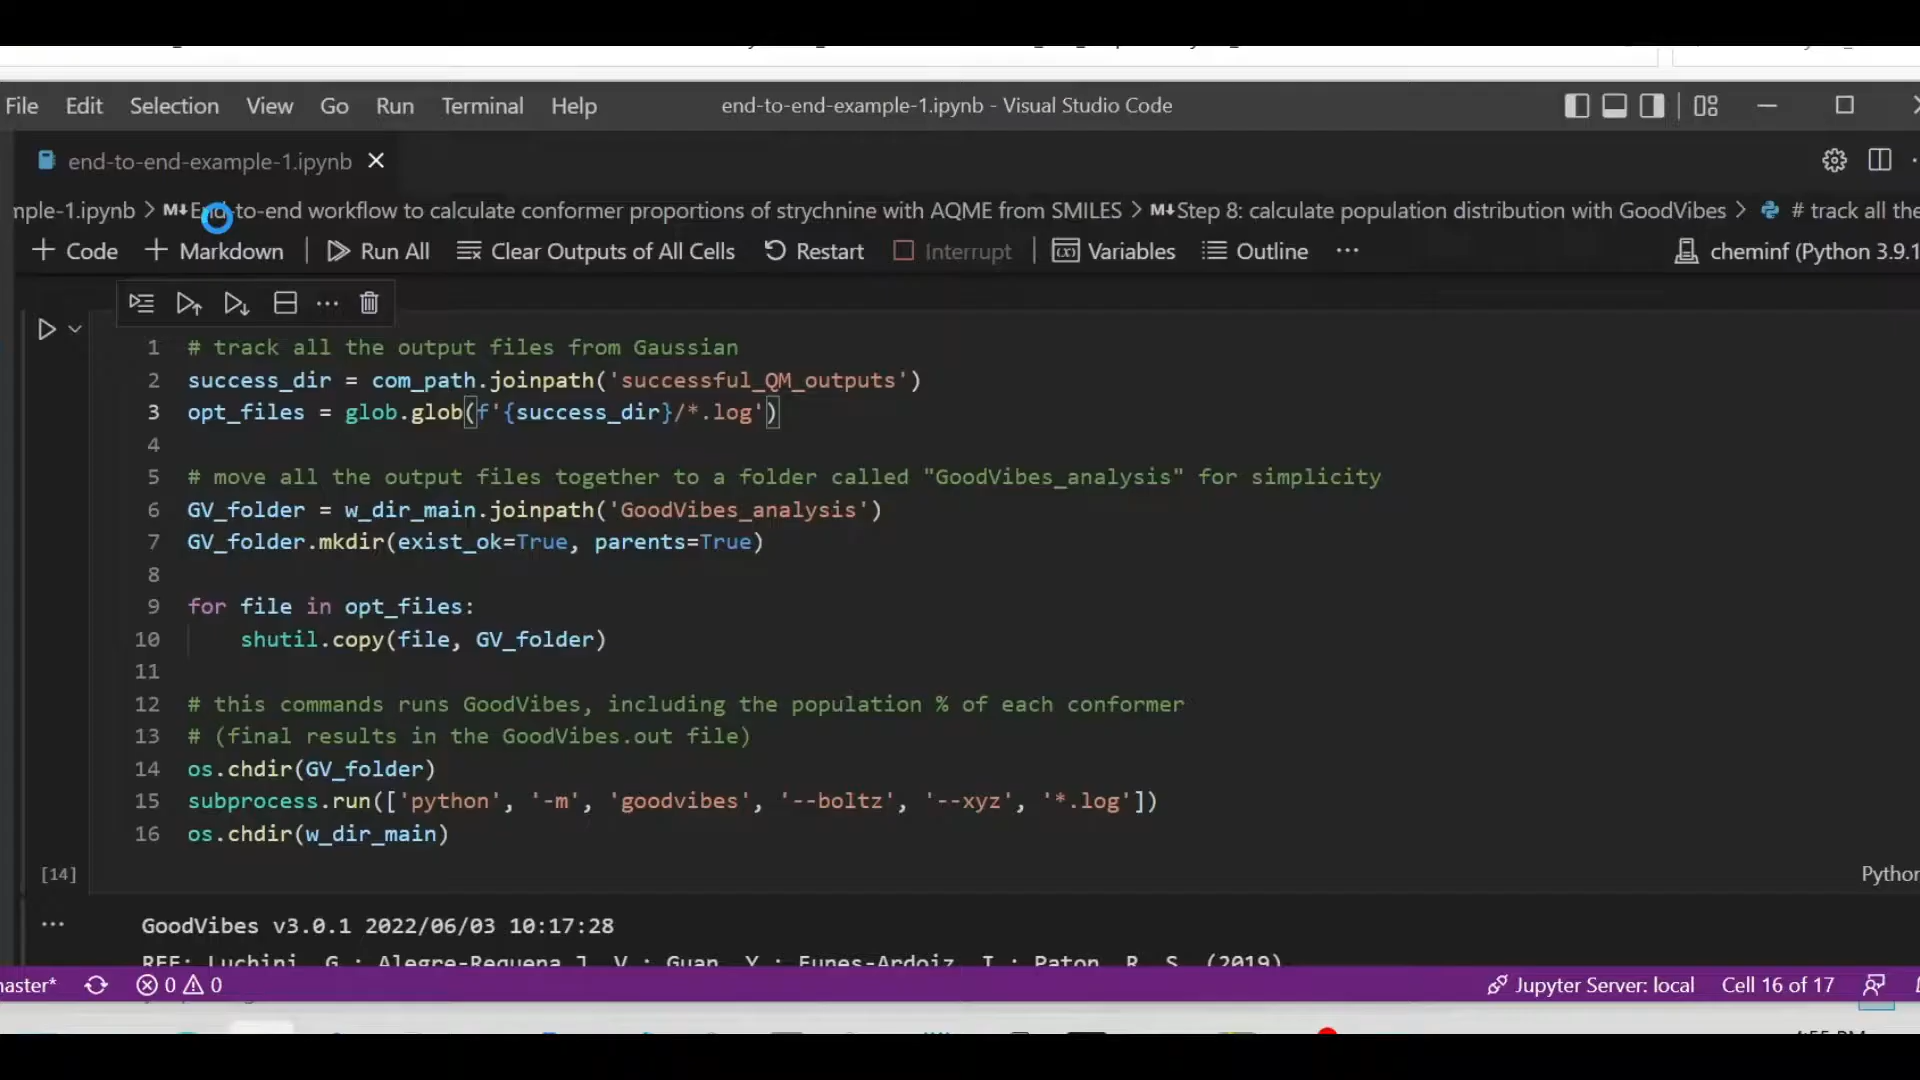 File Edit Selection View Go Run Terminal Help end-to-end-example-1.ipynb - Visual Studio Code
end-to-end-example-1.ipynb
mple-1.ipynb > M↓ End-to-end workflow to calculate conformer proportions of strychnine with AQME from SMILES > M↓Step 8: calculate population distribution with GoodVibes > # track all the
+ Code + Markdown | Run All Clear Outputs of All Cells Restart Interrupt | Variables Outline ··· cheminf (Python 3.9.1
1 # track all the output files from Gaussian
2 success_dir = com_path.joinpath('successful_QM_outputs')
3 opt_files = glob.glob(f'{success_dir}/*.log')
4
5 # move all the output files together to a folder called "GoodVibes_analysis" for simplicity
6 GV_folder = w_dir_main.joinpath('GoodVibes_analysis')
7 GV_folder.mkdir(exist_ok=True, parents=True)
8
9 for file in opt_files:
10     shutil.copy(file, GV_folder)
11
12 # this commands runs GoodVibes, including the population % of each conformer
13 # (final results in the GoodVibes.out file)
14 os.chdir(GV_folder)
15 subprocess.run(['python', '-m', 'goodvibes', '--boltz', '--xyz', '*.log'])
16 os.chdir(w_dir_main)
[14] Python
··· GoodVibes v3.0.1 2022/06/03 10:17:28
REF: Luchini, G.; Alegre-Requena J. V.; Guan, Y.; Funes-Ardoiz, I.; Paton, R. S. (2019).
master* 0 0 Jupyter Server: local Cell 16 of 17
4:55 PM